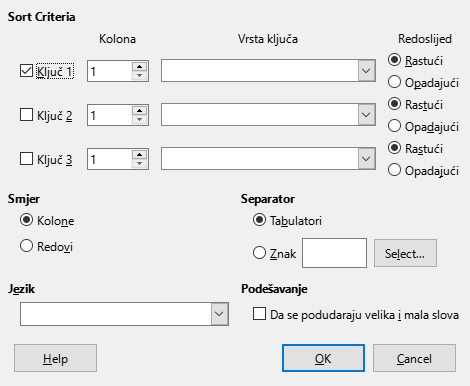 Sort Criteria
Kolona Vrsta ključa Redoslijed
Ključ 1 1 Rastući
Opadajući
Ključ 2 1 Rastući
Opadajući
Ključ 3 1 Rastući
Opadajući
Smjer Separator
Kolone Tabulatori
Redovi Znak Select...
Jezik Podešavanje
Da se podudaraju velika i mala slova
Help OK Cancel